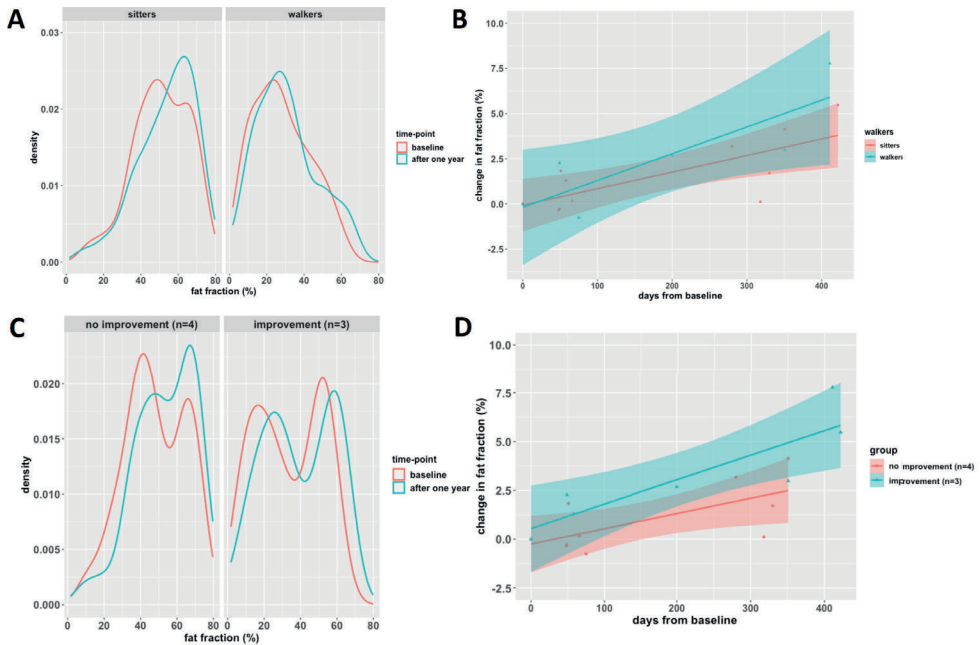 A
sitters
walkers
0.03
0.02
0.01
0.00
density
0 20 40 60 80 0 20 40 60 80
fat fraction (%)
time-point
baseline
after one year
B
10.0
7.5
5.0
2.5
0.0
-2.5
change in fat fraction (%)
0 100 200 300 400
days from baseline
walkers
sitters
walkers
C
no improvement (n=4)
improvement (n=3)
0.020
0.015
0.010
0.005
0.000
density
0 20 40 60 80 0 20 40 60 80
fat fraction (%)
time-point
baseline
after one year
D
10.0
7.5
5.0
2.5
0.0
-2.5
change in fat fraction (%)
0 100 200 300 400
days from baseline
group
no improvement (n=4)
improvement (n=3)